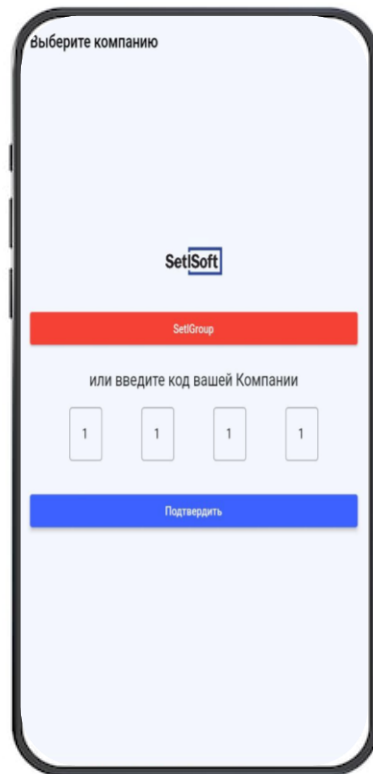 Выберите компанию
SetlSoft
SetlGroup
или введите код вашей Компании
1 1 1 1
Подтвердить